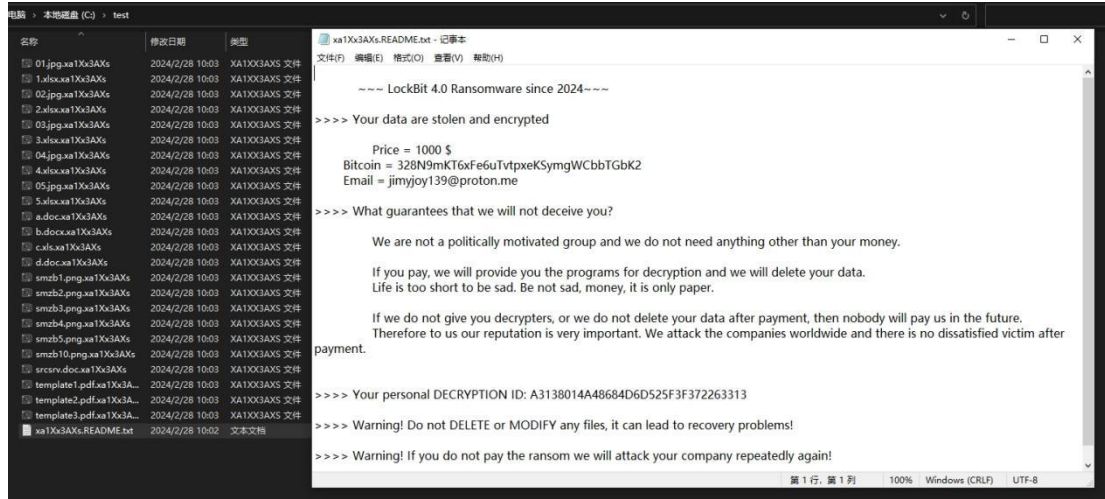 电脑 › 本地磁盘 (C:) › test
名称 修改日期 类型
01.jpg.xa1Xx3AXs 2024/2/28 10:03 XA1XX3AXS 文件
1.xlsx.xa1Xx3AXs 2024/2/28 10:03 XA1XX3AXS 文件
02.jpg.xa1Xx3AXs 2024/2/28 10:03 XA1XX3AXS 文件
2.xlsx.xa1Xx3AXs 2024/2/28 10:03 XA1XX3AXS 文件
03.jpg.xa1Xx3AXs 2024/2/28 10:03 XA1XX3AXS 文件
3.xlsx.xa1Xx3AXs 2024/2/28 10:03 XA1XX3AXS 文件
04.jpg.xa1Xx3AXs 2024/2/28 10:03 XA1XX3AXS 文件
4.xlsx.xa1Xx3AXs 2024/2/28 10:03 XA1XX3AXS 文件
05.jpg.xa1Xx3AXs 2024/2/28 10:03 XA1XX3AXS 文件
5.xlsx.xa1Xx3AXs 2024/2/28 10:03 XA1XX3AXS 文件
a.doc.xa1Xx3AXs 2024/2/28 10:03 XA1XX3AXS 文件
b.docx.xa1Xx3AXs 2024/2/28 10:03 XA1XX3AXS 文件
c.xls.xa1Xx3AXs 2024/2/28 10:03 XA1XX3AXS 文件
d.doc.xa1Xx3AXs 2024/2/28 10:03 XA1XX3AXS 文件
smzb1.png.xa1Xx3AXs 2024/2/28 10:03 XA1XX3AXS 文件
smzb2.png.xa1Xx3AXs 2024/2/28 10:03 XA1XX3AXS 文件
smzb3.png.xa1Xx3AXs 2024/2/28 10:03 XA1XX3AXS 文件
smzb4.png.xa1Xx3AXs 2024/2/28 10:03 XA1XX3AXS 文件
smzb5.png.xa1Xx3AXs 2024/2/28 10:03 XA1XX3AXS 文件
smzb10.png.xa1Xx3AXs 2024/2/28 10:03 XA1XX3AXS 文件
srcsrv.doc.xa1Xx3AXs 2024/2/28 10:03 XA1XX3AXS 文件
template1.pdf.xa1Xx3A... 2024/2/28 10:03 XA1XX3AXS 文件
template2.pdf.xa1Xx3A... 2024/2/28 10:03 XA1XX3AXS 文件
template3.pdf.xa1Xx3A... 2024/2/28 10:03 XA1XX3AXS 文件
xa1Xx3AXs.README.txt 2024/2/28 10:02 文本文档
xa1Xx3AXs.README.txt - 记事本
文件(F) 编辑(E) 格式(O) 查看(V) 帮助(H)
~~~ LockBit 4.0 Ransomware since 2024~~~
>>>> Your data are stolen and encrypted
Price = 1000 $
Bitcoin = 328N9mKT6xFe6uTvtpxeKSymgWCbbTGbK2
Email = jimyjoy139@proton.me
>>>> What guarantees that we will not deceive you?
We are not a politically motivated group and we do not need anything other than your money.
If you pay, we will provide you the programs for decryption and we will delete your data.
Life is too short to be sad. Be not sad, money, it is only paper.
If we do not give you decrypters, or we do not delete your data after payment, then nobody will pay us in the future.
Therefore to us our reputation is very important. We attack the companies worldwide and there is no dissatisfied victim after
payment.
>>>> Your personal DECRYPTION ID: A3138014A48684D6D525F3F372263313
>>>> Warning! Do not DELETE or MODIFY any files, it can lead to recovery problems!
>>>> Warning! If you do not pay the ransom we will attack your company repeatedly again!
第 1 行，第 1 列 100% Windows (CRLF) UTF-8